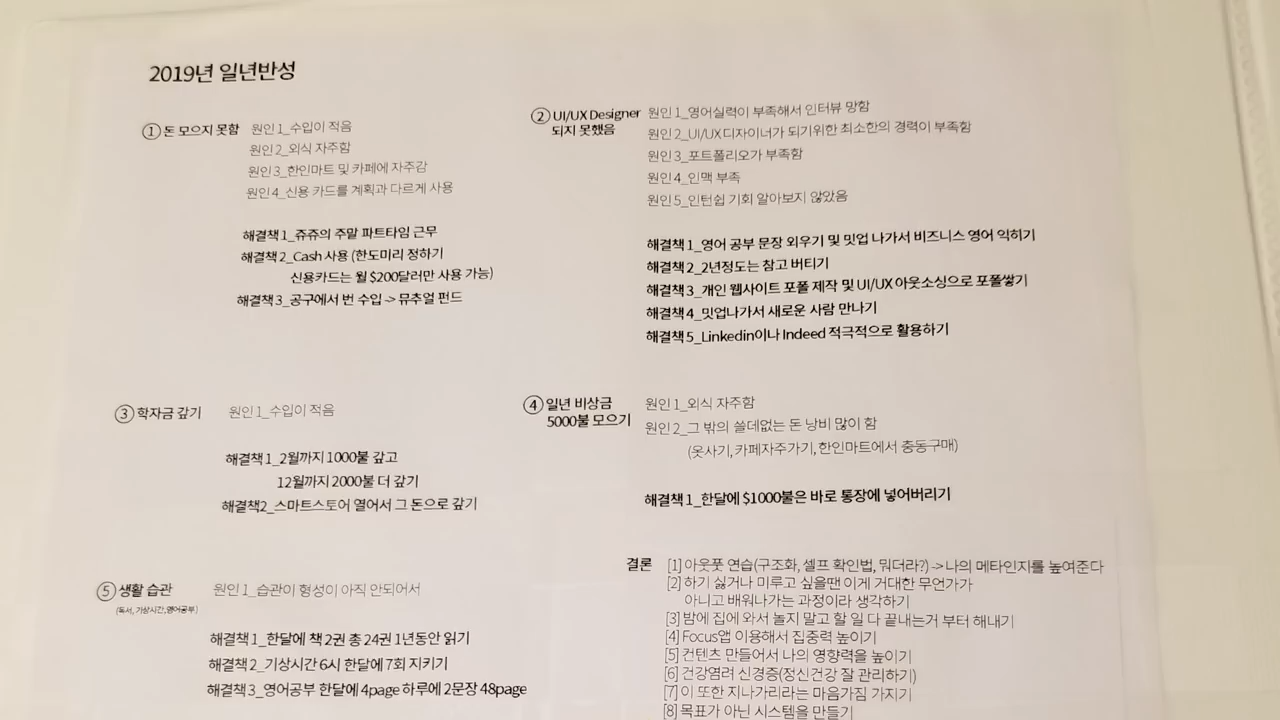 2019년 일년반성
① 돈 모으지 못함 원인 1_수입이 적음
원인 2_외식 자주함
원인 3_한인마트 및 카페에 자주감
원인 4_신용 카드를 계획과 다르게 사용
해결책 1_쥬쥬의 주말 파트타임 근무
해결책 2_Cash 사용 (한도미리 정하기
신용카드는 월 $200달러만 사용 가능)
해결책 3_공구에서 번 수입 -> 뮤추얼 펀드
② UI/UX Designer 원인 1_영어실력이 부족해서 인터뷰 망함
되지 못했음 원인 2_UI/UX디자이너가 되기위한 최소한의 경력이 부족함
원인 3_포트폴리오가 부족함
원인 4_인맥 부족
원인 5_인턴쉽 기회 알아보지 않았음
해결책 1_영어 공부 문장 외우기 및 밋업 나가서 비즈니스 영어 익히기
해결책 2_2년정도는 참고 버티기
해결책 3_개인 웹사이트 포폴 제작 및 UI/UX 아웃소싱으로 포폴쌓기
해결책 4_밋업나가서 새로운 사람 만나기
해결책 5_Linkedin이나 Indeed 적극적으로 활용하기
③ 학자금 갚기 원인 1_수입이 적음
해결책 1_2월까지 1000불 갚고
12월까지 2000불 더 갚기
해결책2_스마트스토어 열어서 그 돈으로 갚기
④ 일년 비상금 원인 1_외식 자주함
5000불 모으기 원인 2_그 밖의 쓸데없는 돈 낭비 많이 함
(옷사기, 카페자주가기, 한인마트에서 충동구매)
해결책 1_한달에 $1000불은 바로 통장에 넣어버리기
⑤ 생활 습관 원인 1_습관이 형성이 아직 안되어서
(독서, 기상시간, 영어공부)
해결책 1_한달에 책 2권 총 24권 1년동안 읽기
해결책 2_기상시간 6시 한달에 7회 지키기
해결책 3_영어공부 한달에 4page 하루에 2문장 48page
결론 [1] 아웃풋 연습(구조화, 셀프 확인법, 뭐더라?) -> 나의 메타인지를 높여준다
[2] 하기 싫거나 미루고 싶을땐 이게 거대한 무언가가
아니고 배워나가는 과정이라 생각하기
[3] 밤에 집에 와서 놀지 말고 할 일 다 끝내는거 부터 해내기
[4] Focus앱 이용해서 집중력 높이기
[5] 컨텐츠 만들어서 나의 영향력을 높이기
[6] 건강염려 신경증(정신건강 잘 관리하기)
[7] 이 또한 지나가리라는 마음가짐 가지기
[8] 목표가 아닌 시스템을 만들기